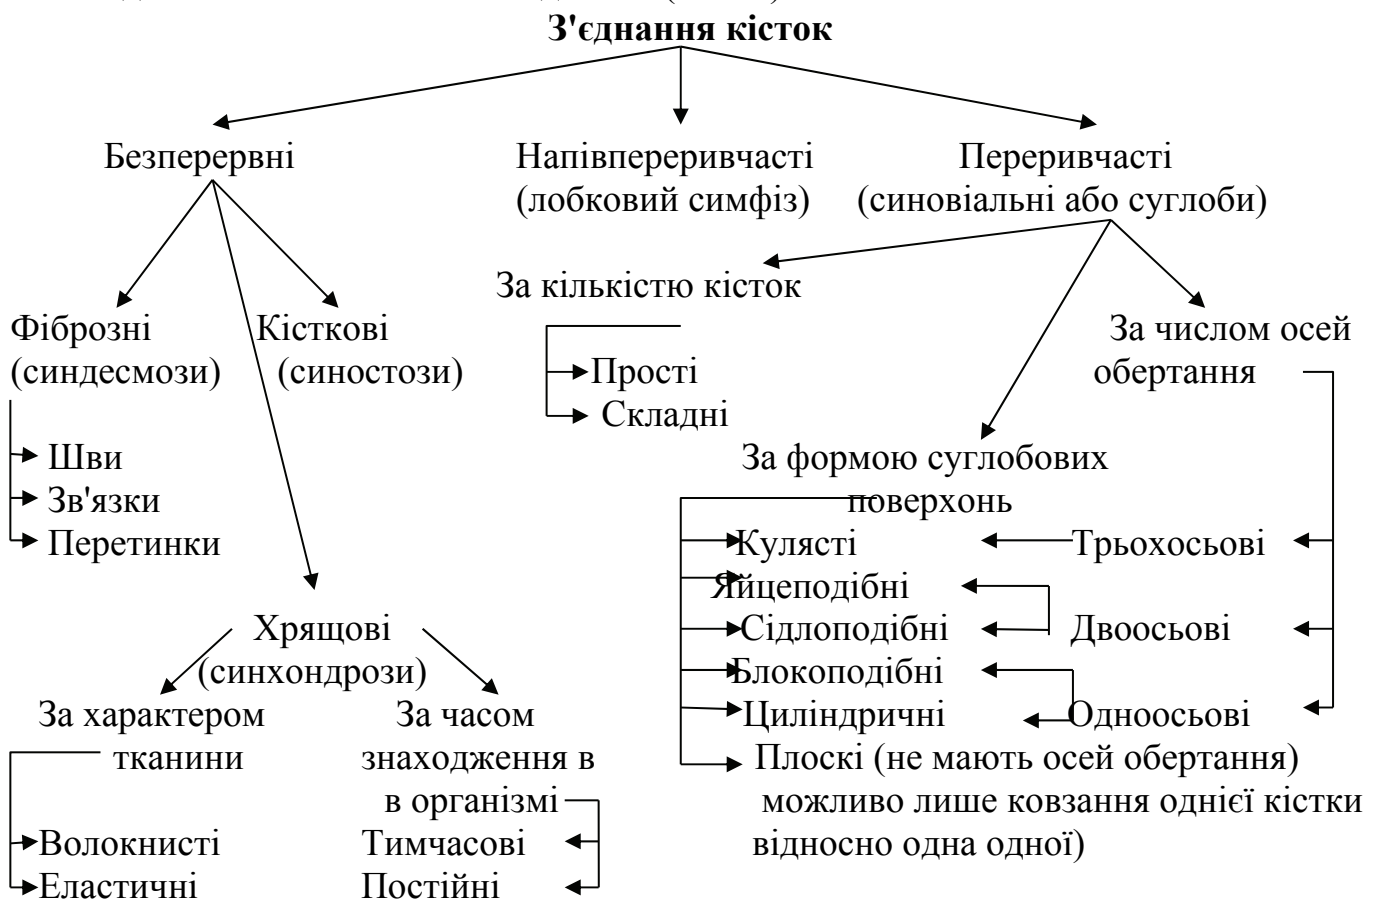 З'єднання кісток
Безперервні
Напівпереривчасті
(лобковий симфіз)
Переривчасті
(синовіальні або суглоби)
Фіброзні
(синдесмози)
Шви
Зв'язки
Перетинки
Кісткові
(синостози)
Хрящові
(синхондрози)
За характером
тканини
Волокнисті
Еластичні
За часом
знаходження в
в організмі
Тимчасові
Постійні
За кількістю кісток
Прості
Складні
За формою суглобових
поверхонь
Кулясті
Яйцеподібні
Сідлоподібні
Блокоподібні
Циліндричні
Плоскі (не мають осей обертання)
можливо лише ковзання однієї кістки
відносно одна одної)
За числом осей
обертання
Трьохосьові
Двоосьові
Одноосьові